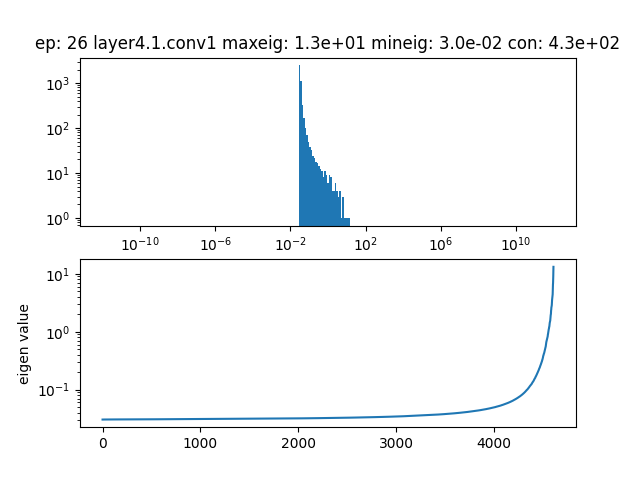 ep: 26 layer4.1.conv1 maxeig: 1.3e+01 mineig: 3.0e-02 con: 4.3e+02
10³
10²
10¹
10⁰
10⁻¹⁰ 10⁻⁶ 10⁻² 10² 10⁶ 10¹⁰
eigen value
10¹
10⁰
10⁻¹
0 1000 2000 3000 4000